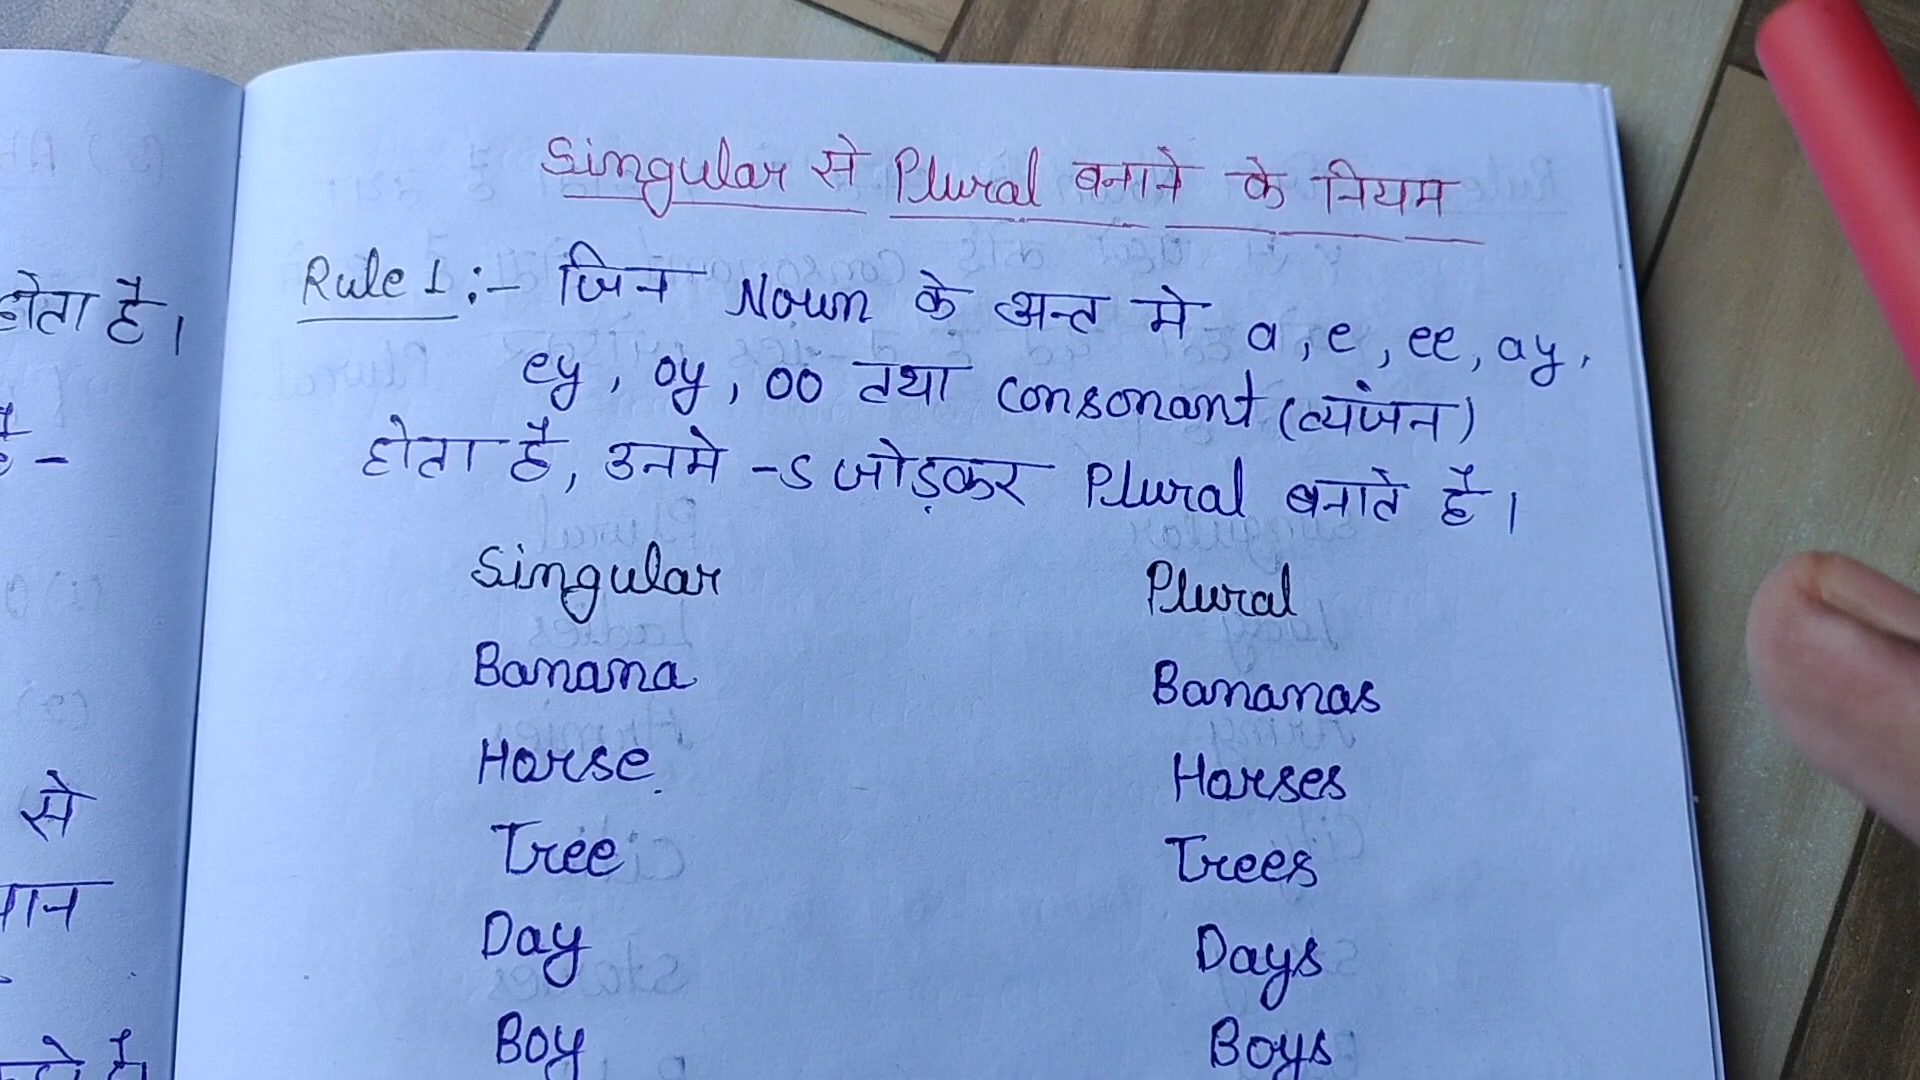 Singular से Plural बनाने के नियम
Rule 1 :- जिन Noun के अन्त मे a, e, ee, ay,
ey, oy, oo तथा consonant (व्यंजन)
होता है, उनमे -s जोड़कर Plural बनाते है।
Singular Plural
Banana Bananas
Horse Horses
Tree Trees
Day Days
Boy Boys
होता है।
है -
से